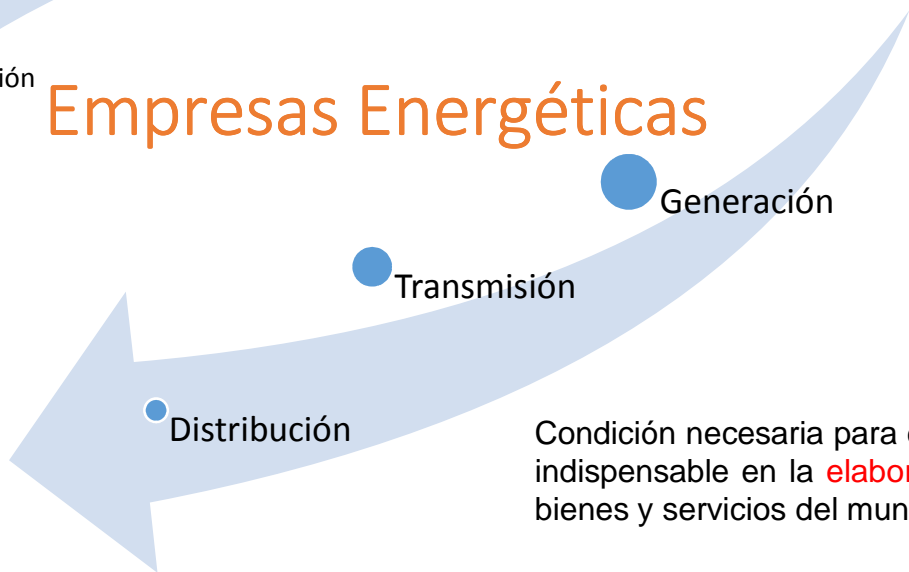 ión
Empresas Energéticas
Generación
Transmisión
Distribución
Condición necesaria para
indispensable en la elabor
bienes y servicios del mun